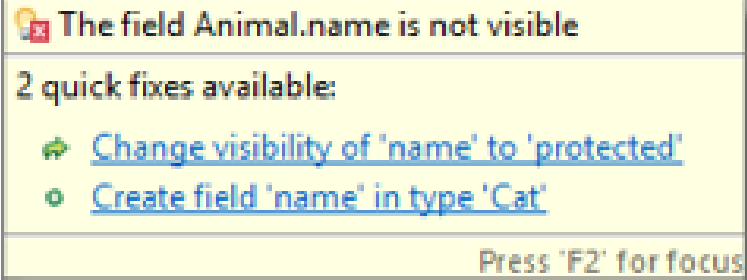 The field Animal.name is not visible
2 quick fixes available:
Change visibility of 'name' to 'protected'
Create field 'name' in type 'Cat'
Press 'F2' for focus